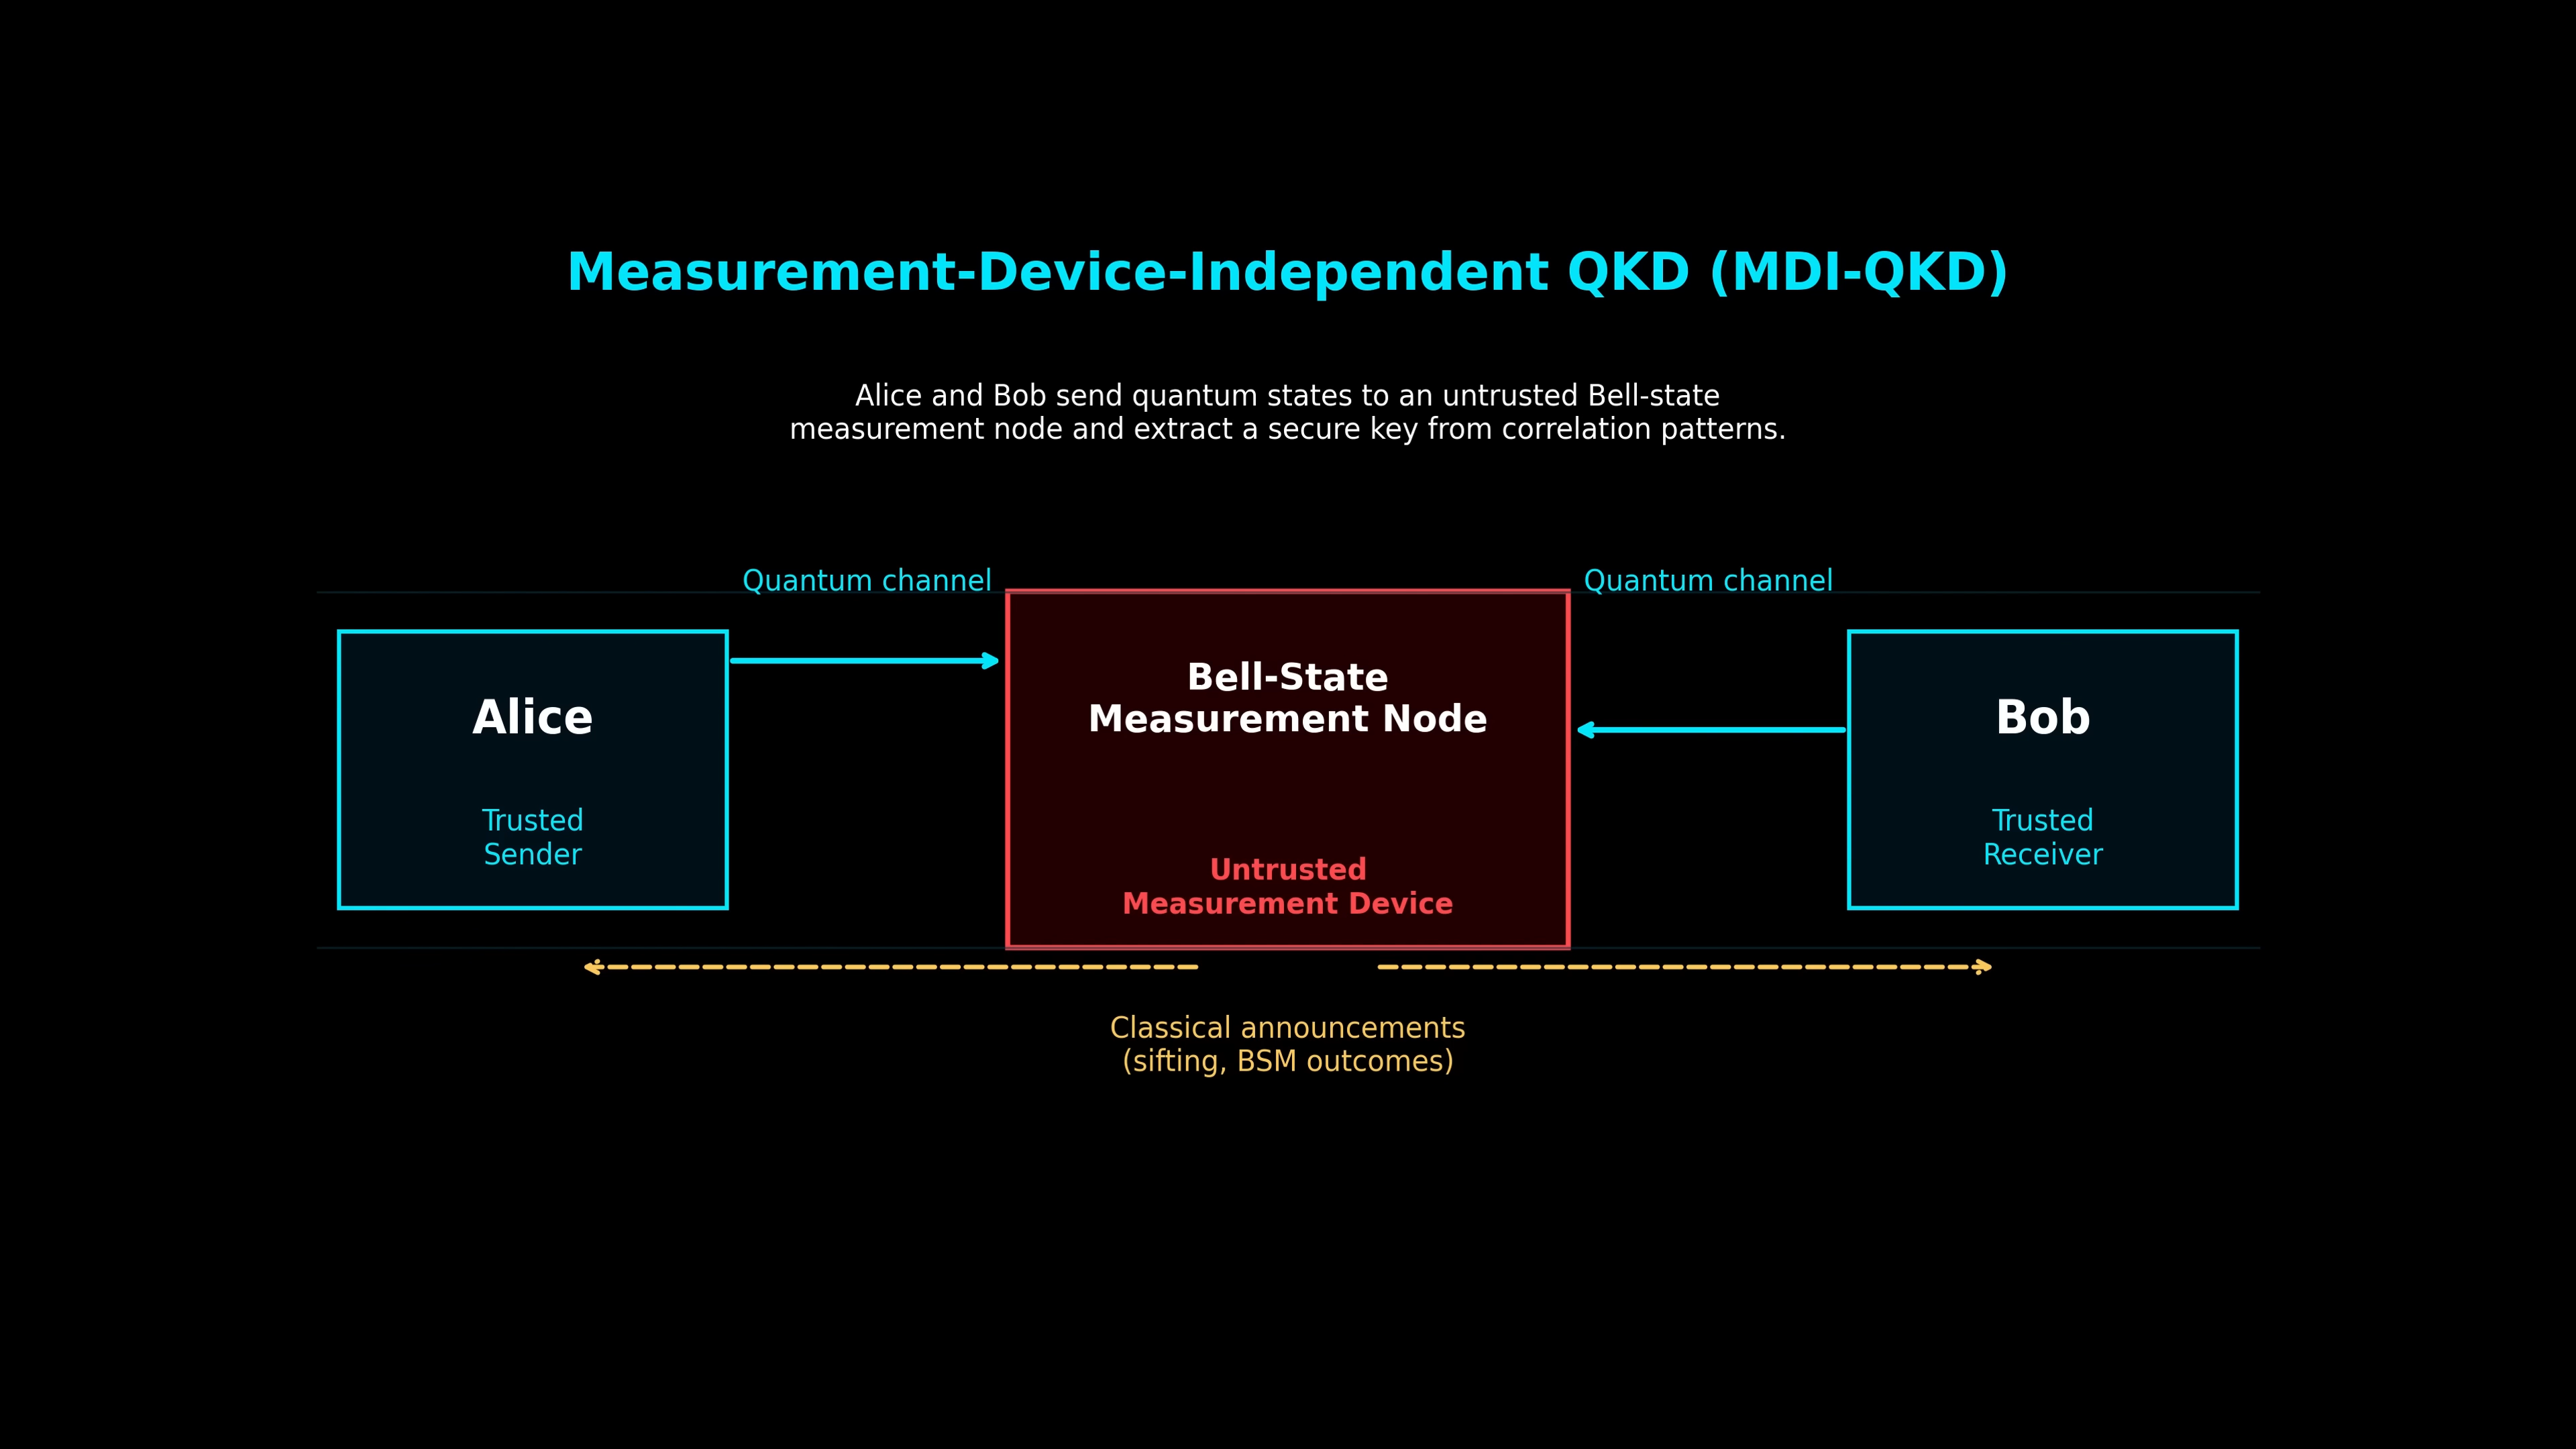 Measurement-Device-Independent QKD (MDI-QKD)
Alice and Bob send quantum states to an untrusted Bell-state
measurement node and extract a secure key from correlation patterns.
Quantum channel
Quantum channel
Alice
Trusted
Sender
Bell-State
Measurement Node
Untrusted
Measurement Device
Bob
Trusted
Receiver
Classical announcements
(sifting, BSM outcomes)